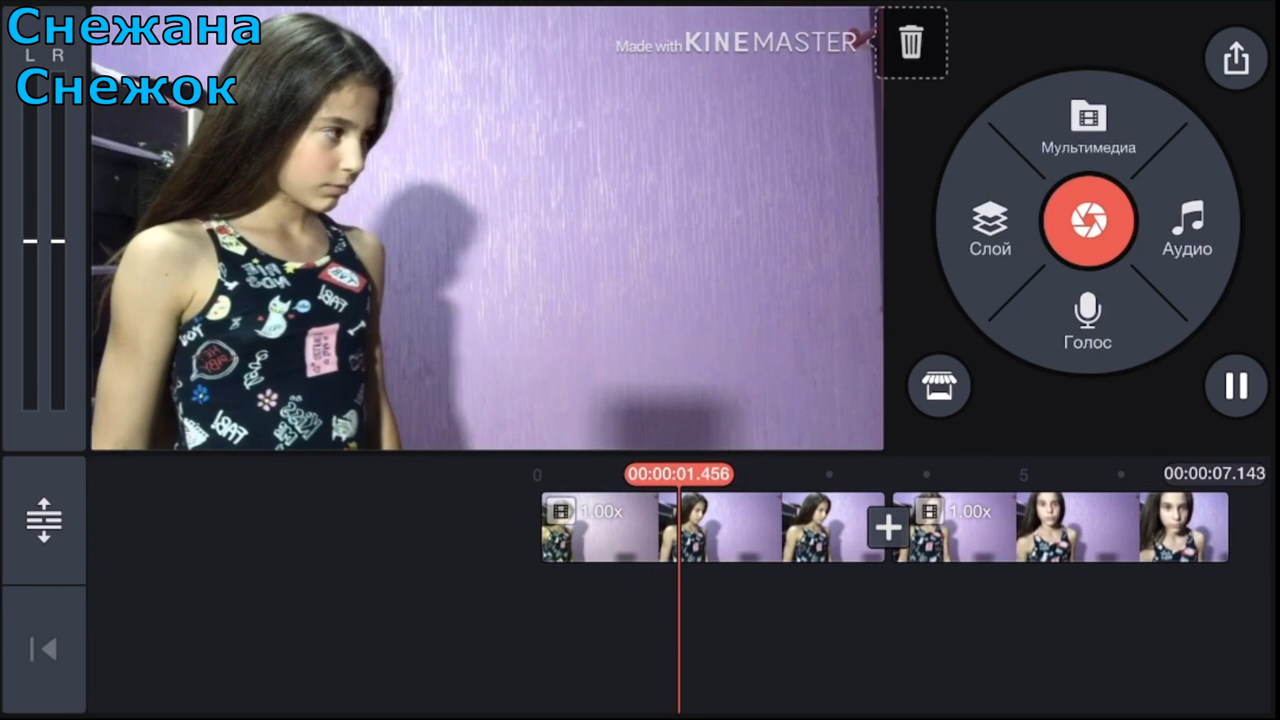 Снежана
L R
Снежок
Made with KINEMASTER
Мультимедиа
Слой
Аудио
Голос
0
00:00:01.456
5
00:00:07.143
1.00x
1.00x